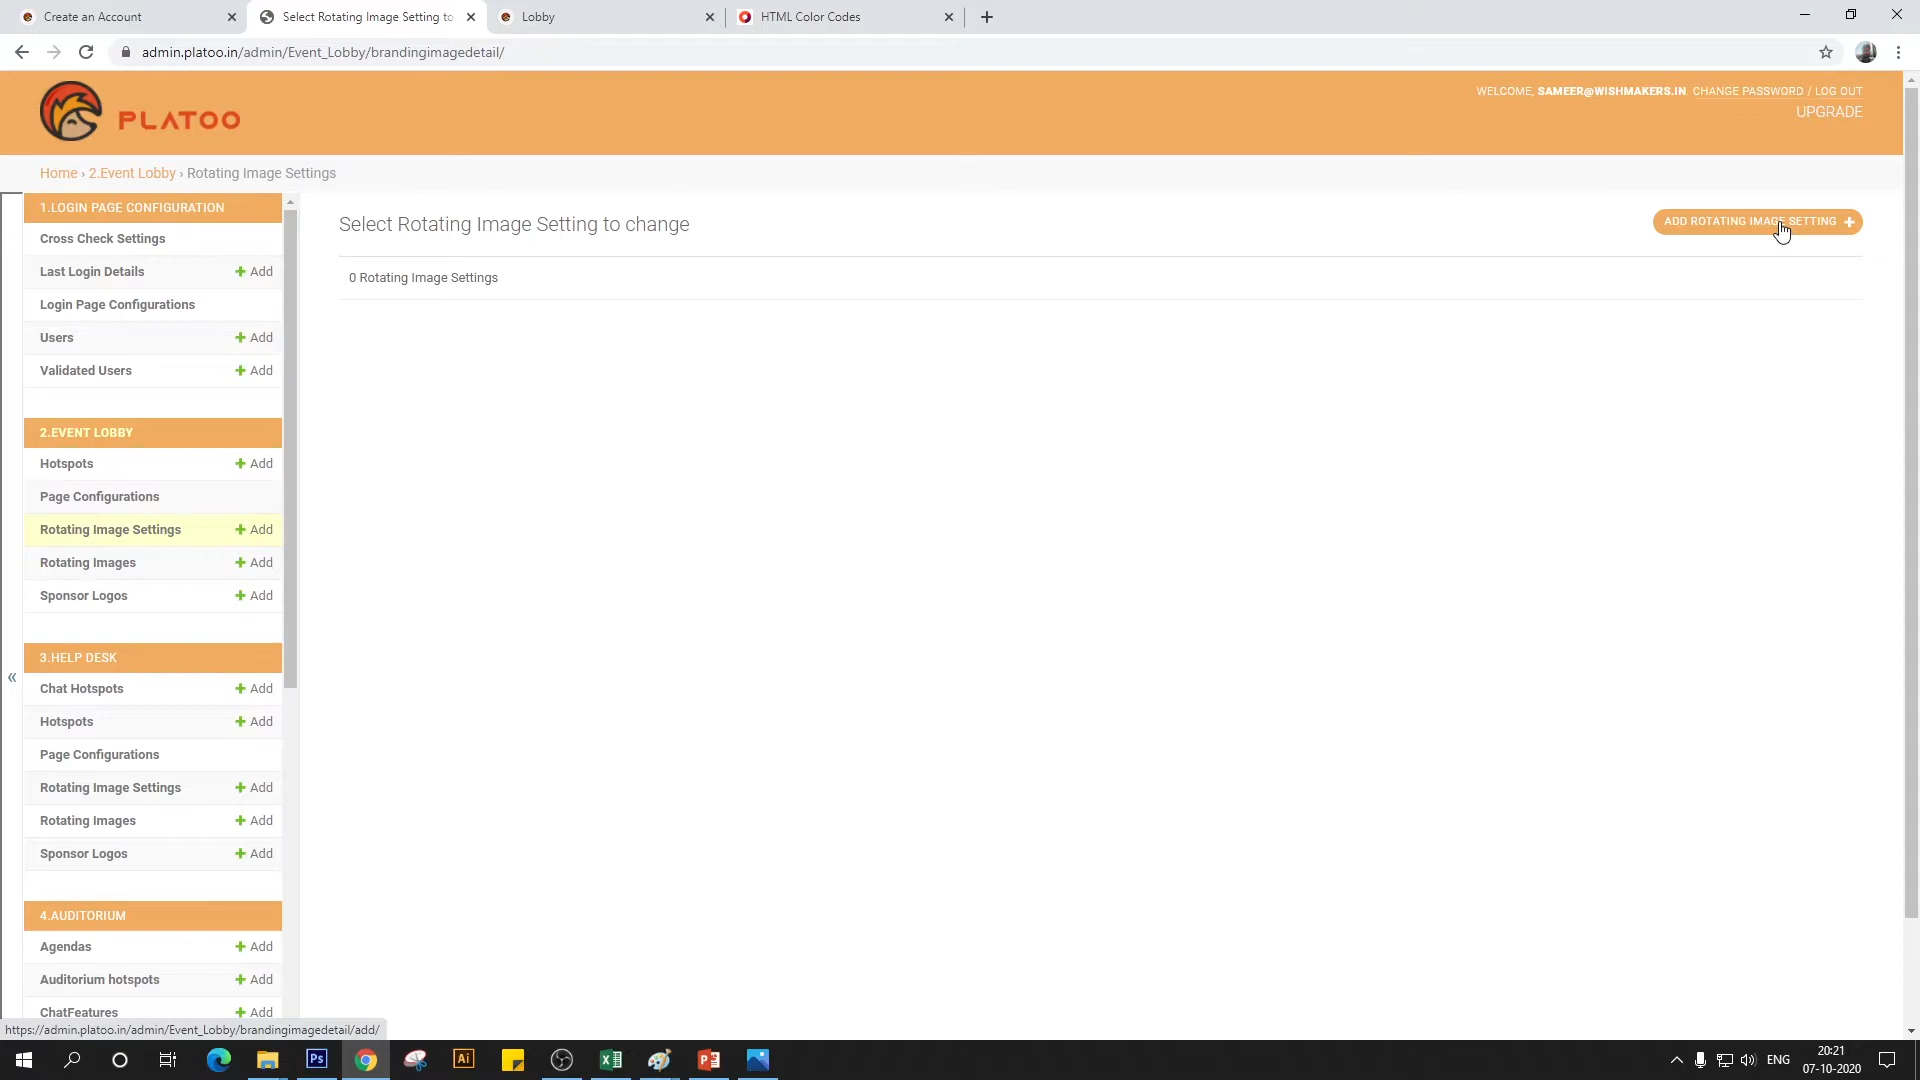 Create an Account
Select Rotating Image Setting to
Lobby
HTML Color Codes
admin.platoo.in/admin/Event_Lobby/brandingimagedetail/
PLATOO
WELCOME, SAMEER@WISHMAKERS.IN. CHANGE PASSWORD / LOG OUT
UPGRADE
Home › 2.Event Lobby › Rotating Image Settings
1.LOGIN PAGE CONFIGURATION
Cross Check Settings
Last Login Details + Add
Login Page Configurations
Users + Add
Validated Users + Add
2.EVENT LOBBY
Hotspots + Add
Page Configurations
Rotating Image Settings + Add
Rotating Images + Add
Sponsor Logos + Add
3.HELP DESK
Chat Hotspots + Add
Hotspots + Add
Page Configurations
Rotating Image Settings + Add
Rotating Images + Add
Sponsor Logos + Add
4.AUDITORIUM
Agendas + Add
Auditorium hotspots + Add
ChatFeatures + Add
«
Select Rotating Image Setting to change
ADD ROTATING IMAGE SETTING +
0 Rotating Image Settings
https://admin.platoo.in/admin/Event_Lobby/brandingimagedetail/add/
Ps
Ai
ENG
20:21
07-10-2020